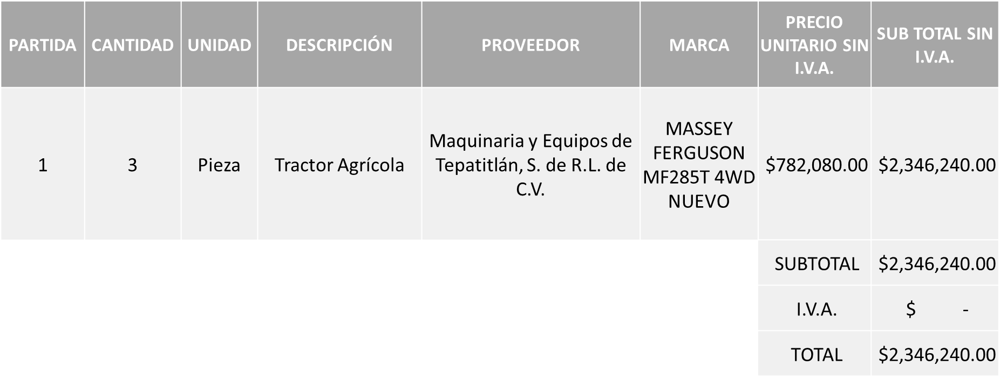 PARTIDA
CANTIDAD
UNIDAD
DESCRIPCIÓN
PROVEEDOR
MARCA
PRECIO
UNITARIO SIN
I.V.A.
SUB TOTAL SIN
I.V.A.
1
3
Pieza
Tractor Agrícola
Maquinaria y Equipos de
Tepatitlán, S. de R.L. de
C.V.
MASSEY
FERGUSON
MF285T 4WD
NUEVO
$782,080.00
$2,346,240.00
SUBTOTAL
$2,346,240.00
I.V.A.
$ -
TOTAL
$2,346,240.00